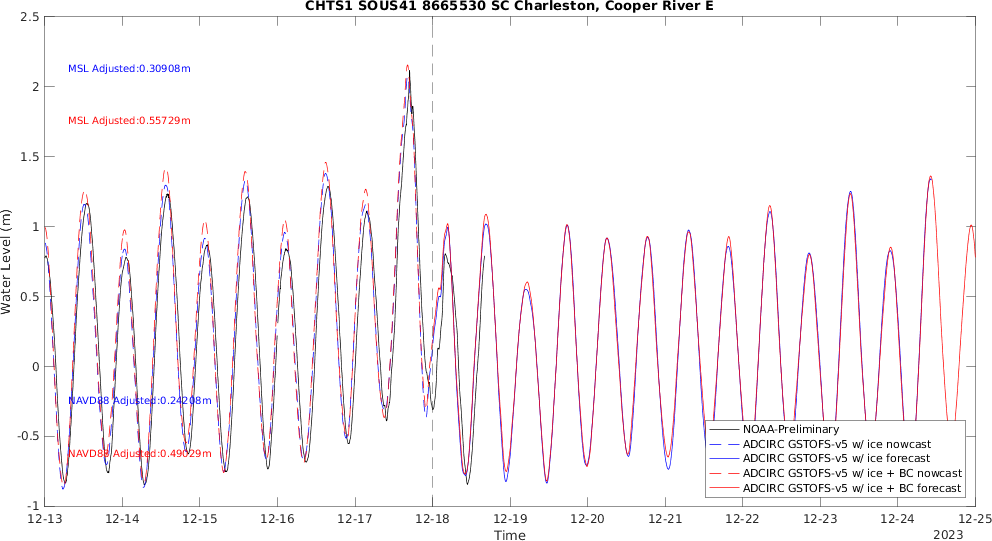 CHTS1 SOUS41 8665530 SC Charleston, Cooper River E
2.5
2
1.5
1
0.5
0
-0.5
-1
Water Level (m)
MSL Adjusted:0.30908m
MSL Adjusted:0.55729m
NAVD88 Adjusted:0.24208m
NAVD88 Adjusted:0.49029m
NOAA-Preliminary
ADCIRC GSTOFS-v5 w/ ice nowcast
ADCIRC GSTOFS-v5 w/ ice forecast
ADCIRC GSTOFS-v5 w/ ice + BC nowcast
ADCIRC GSTOFS-v5 w/ ice + BC forecast
12-13 12-14 12-15 12-16 12-17 12-18 12-19 12-20 12-21 12-22 12-23 12-24 12-25
Time
2023